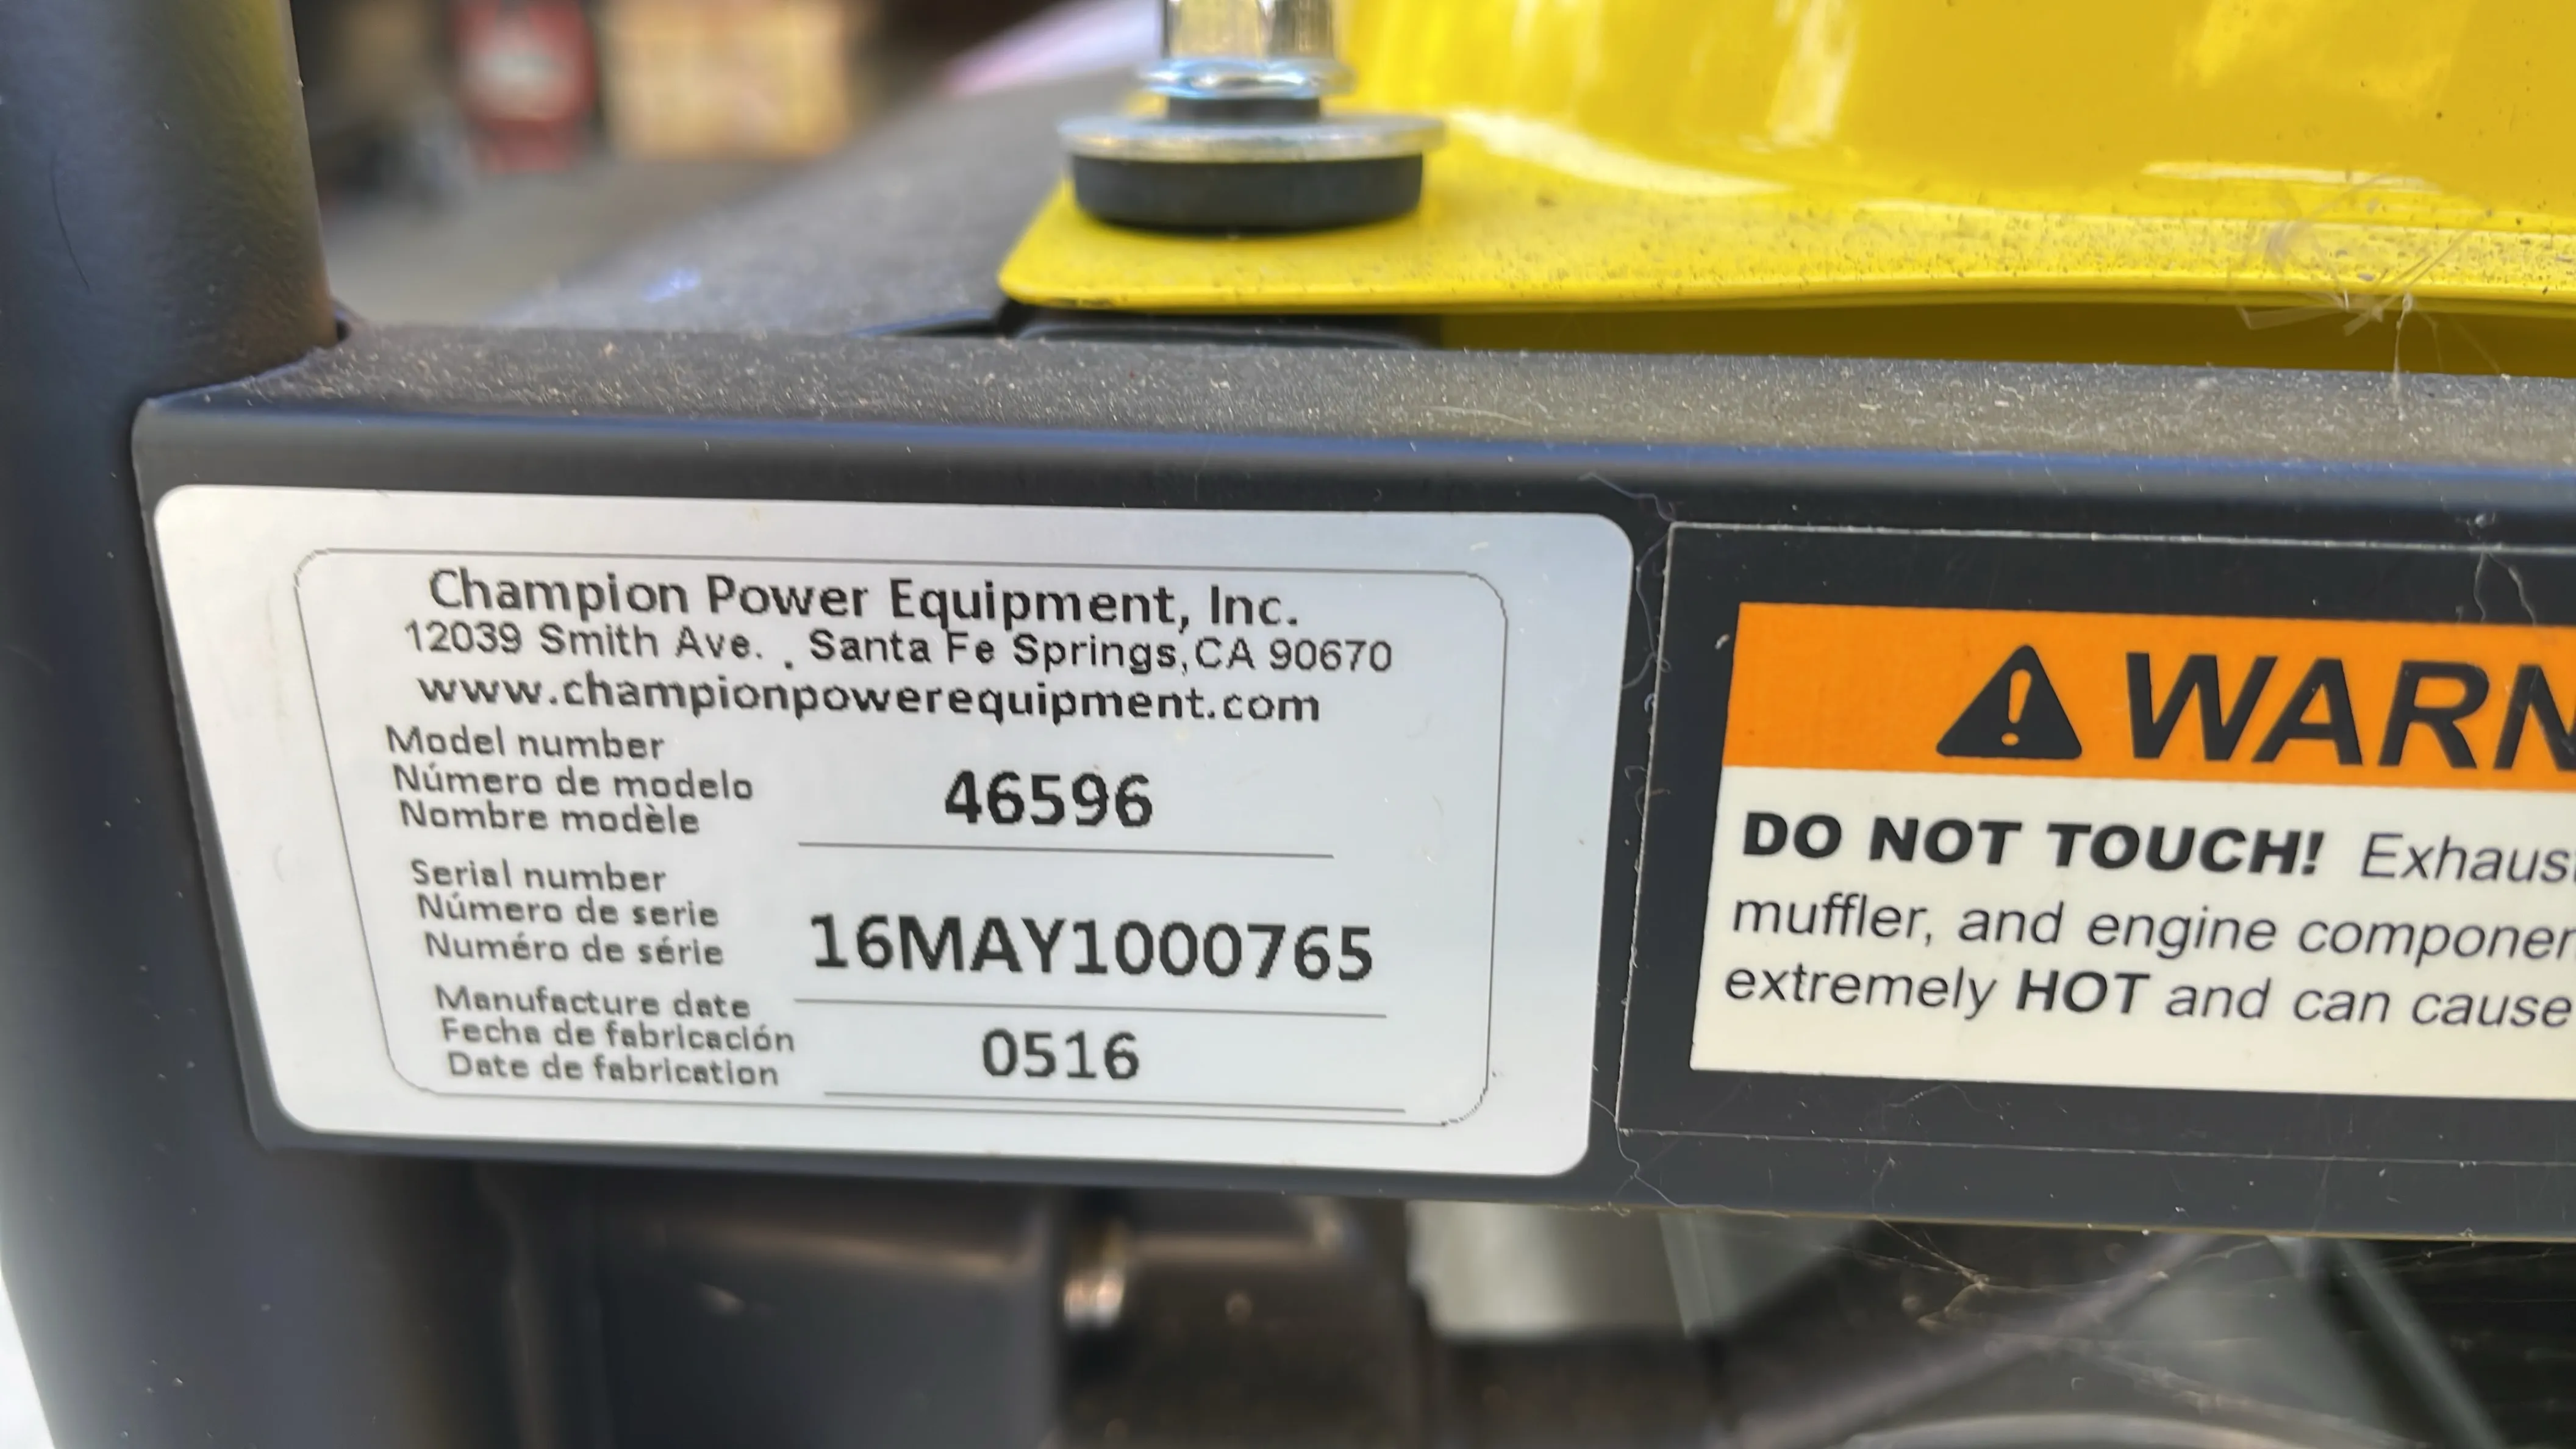 Champion Power Equipment, Inc.
12039 Smith Ave. . Santa Fe Springs,CA 90670
www.championpowerequipment.com
Model number
Número de modelo
Nombre modèle
46596
Serial number
Número de serie
Numéro de série
16MAY1000765
Manufacture date
Fecha de fabricación
Date de fabrication
0516
WARN
DO NOT TOUCH! Exhaust
muffler, and engine componen
extremely HOT and can cause